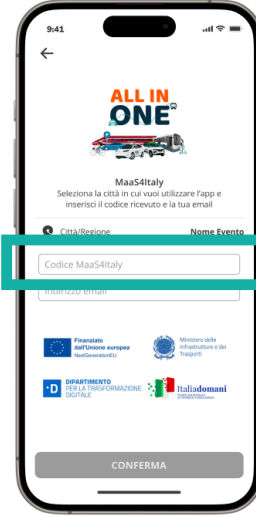 9:41
ALL IN
ONE
MaaS4Italy
Seleziona la città in cui vuoi utilizzare l'app e
inserisci il codice ricevuto e la tua email
Città/Regione Nome Evento
Codice MaaS4Italy
Indirizzo email
Finanziato
dall'Unione europea
NextGenerationEU
Ministero delle
Infrastrutture e dei
Trasporti
D DIPARTIMENTO
PER LA TRASFORMAZIONE
DIGITALE
Italiadomani
CONFERMA